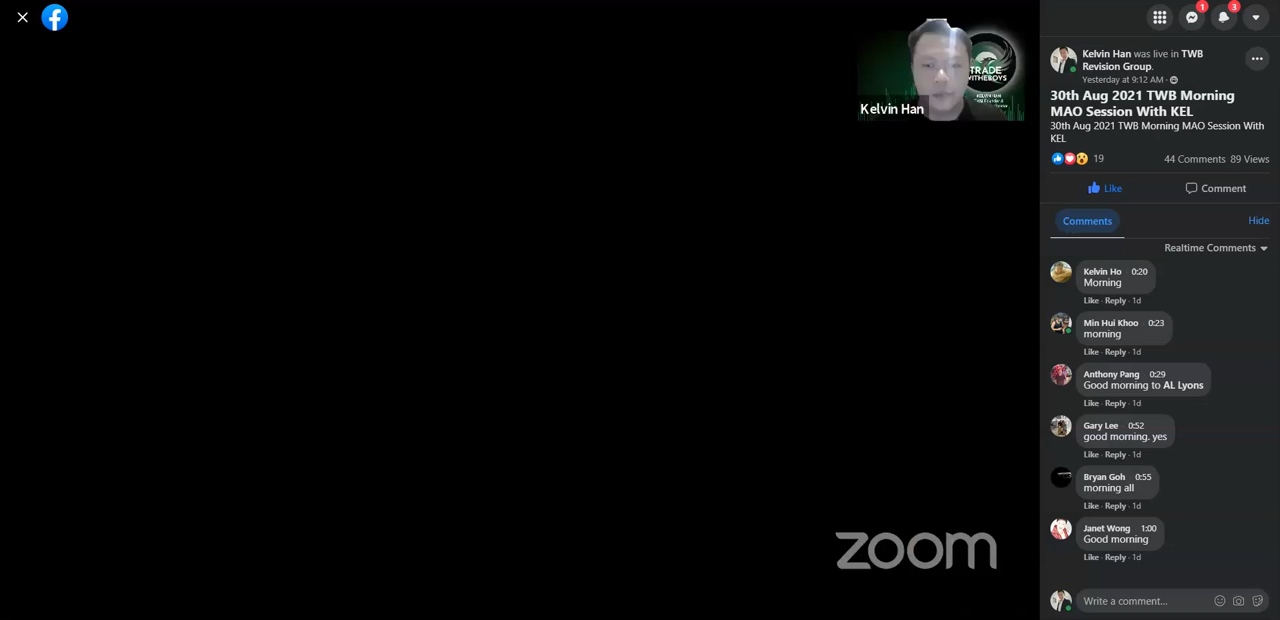 TRADE
WITHEBOYS
KELVIN HAN
Kelvin Han
zoom
1
3
Kelvin Han was live in TWB
Revision Group.
Yesterday at 9:12 AM ·
30th Aug 2021 TWB Morning
MAO Session With KEL
30th Aug 2021 TWB Morning MAO Session With
KEL
19
44 Comments 89 Views
Like
Comment
Comments
Hide
Realtime Comments
Kelvin Ho 0:20
Morning
Like · Reply · 1d
Min Hui Khoo 0:23
morning
Like · Reply · 1d
Anthony Pang 0:29
Good morning to AL Lyons
Like · Reply · 1d
Gary Lee 0:52
good morning. yes
Like · Reply · 1d
Bryan Goh 0:55
morning all
Like · Reply · 1d
Janet Wong 1:00
Good morning
Like · Reply · 1d
Write a comment...